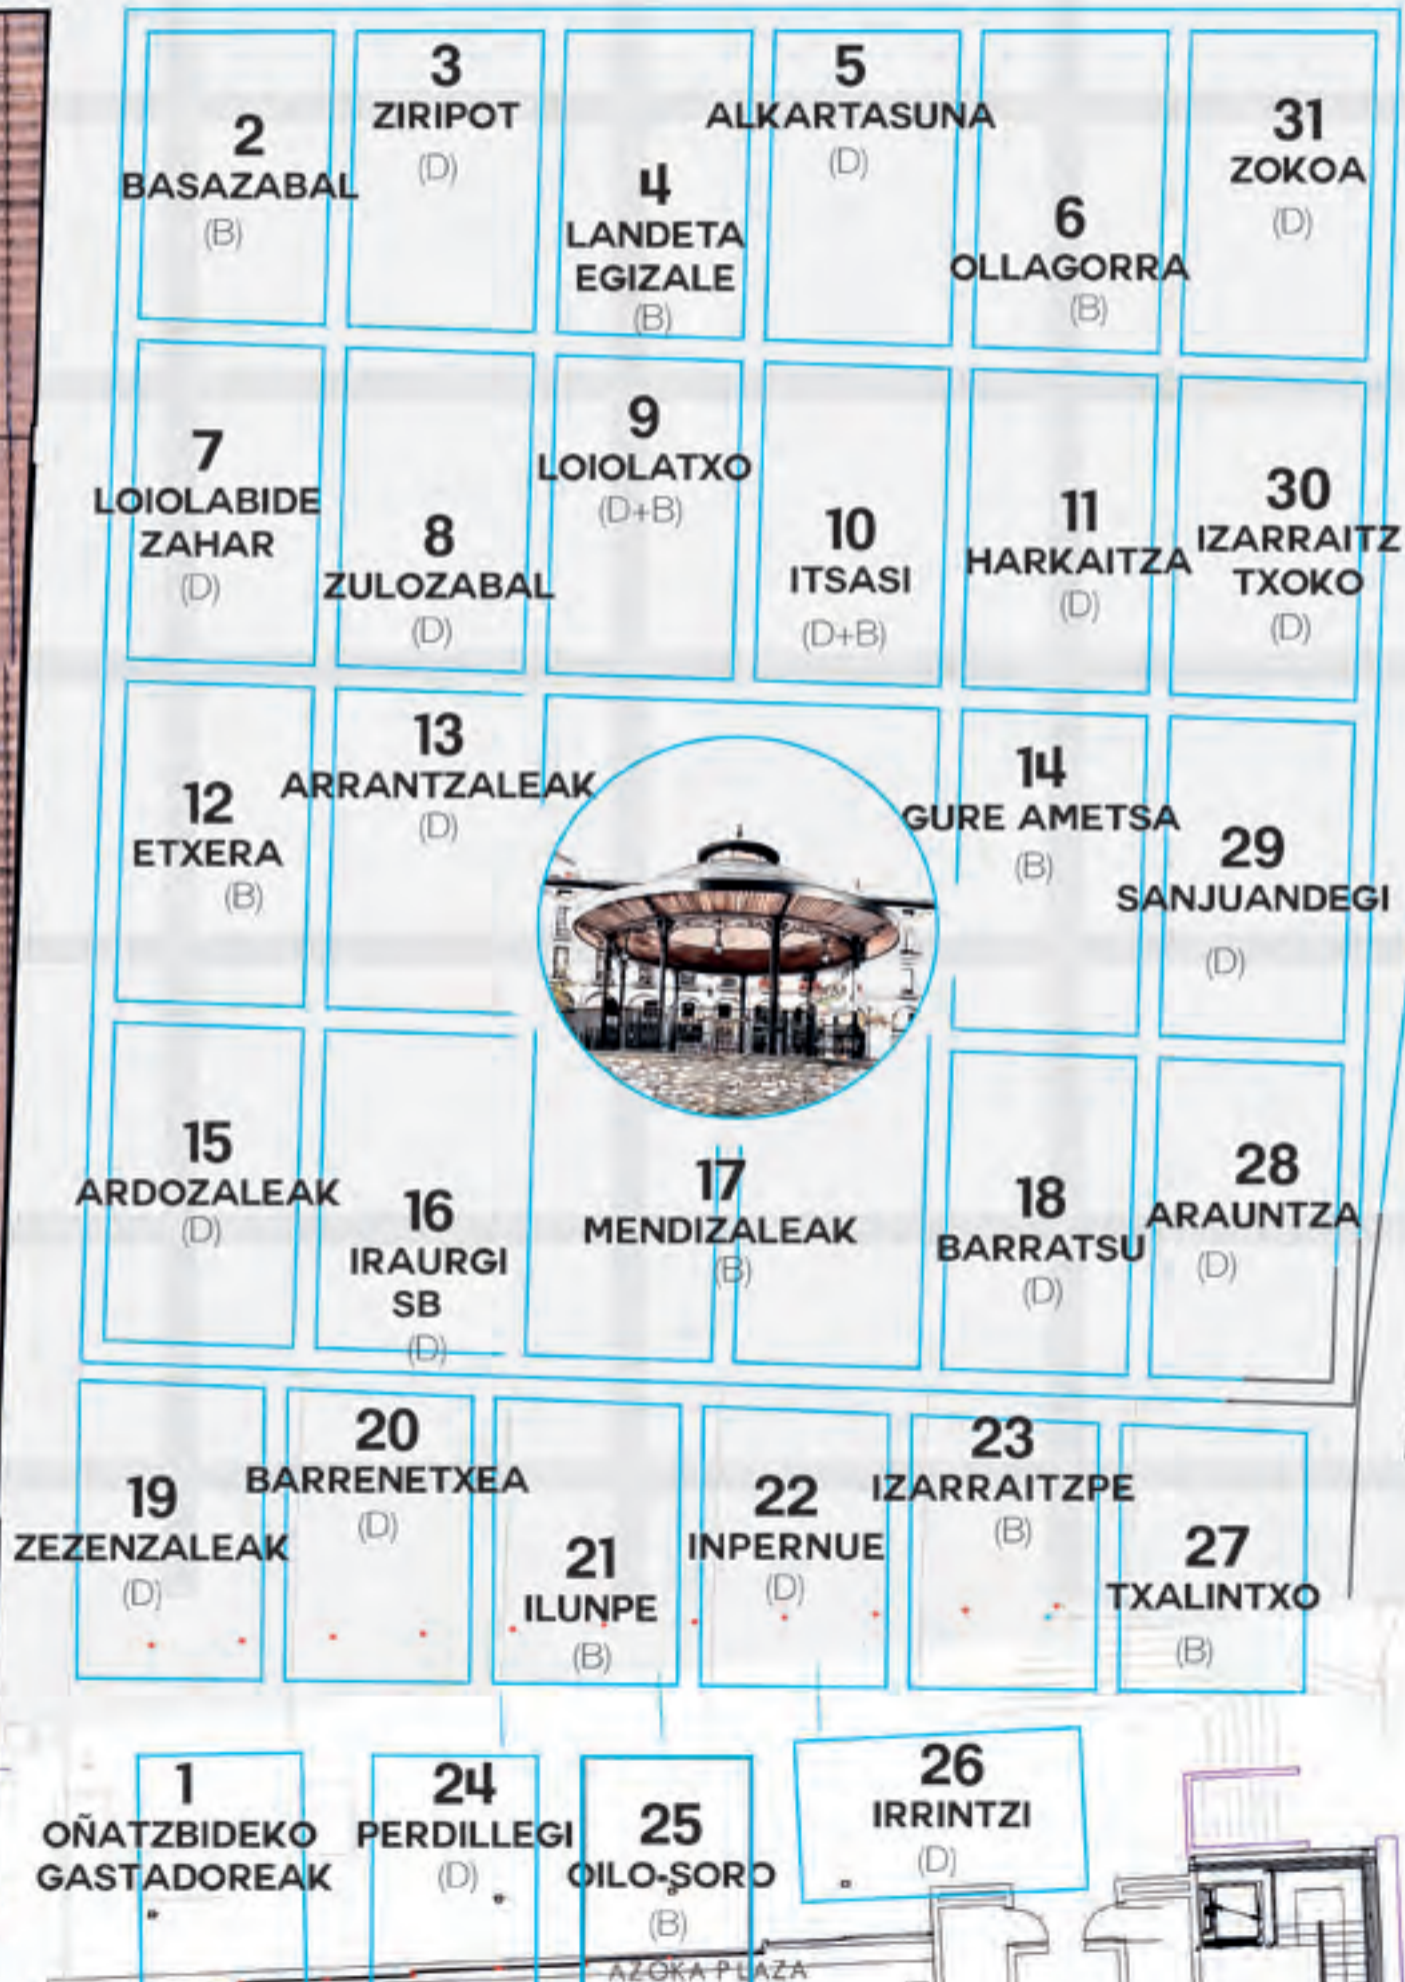 2
BASAZABAL
(B)
3
ZIRIPOT
(D)
4
LANDETA
EGIZALE
(B)
5
ALKARTASUNA
(D)
6
OLLAGORRA
(B)
31
ZOKOA
(D)
7
LOIOLABIDE
ZAHAR
(D)
8
ZULOZABAL
(D)
9
LOIOLATXO
(D+B)
10
ITSASI
(D+B)
11
HARKAITZA
(D)
30
IZARRAITZ
TXOKO
(D)
12
ETXERA
(B)
13
ARRANTZALEAK
(D)
14
GURE AMETSA
(B)
29
SANJUANDEGI
(D)
15
ARDOZALEAK
(D)
16
IRAURGI
SB
(D)
17
MENDIZALEAK
(B)
18
BARRATSU
(D)
28
ARAUNTZA
(D)
19
ZEZENZALEAK
(D)
20
BARRENETXEA
(D)
21
ILUNPE
(B)
22
INPERNUE
(D)
23
IZARRAITZPE
(B)
27
TXALINTXO
(B)
1
OÑATZBIDEKO
GASTADOREAK
24
PERDILLEGI
(D)
25
OILO-SORO
(B)
26
IRRINTZI
(D)
AZOKA PLAZA